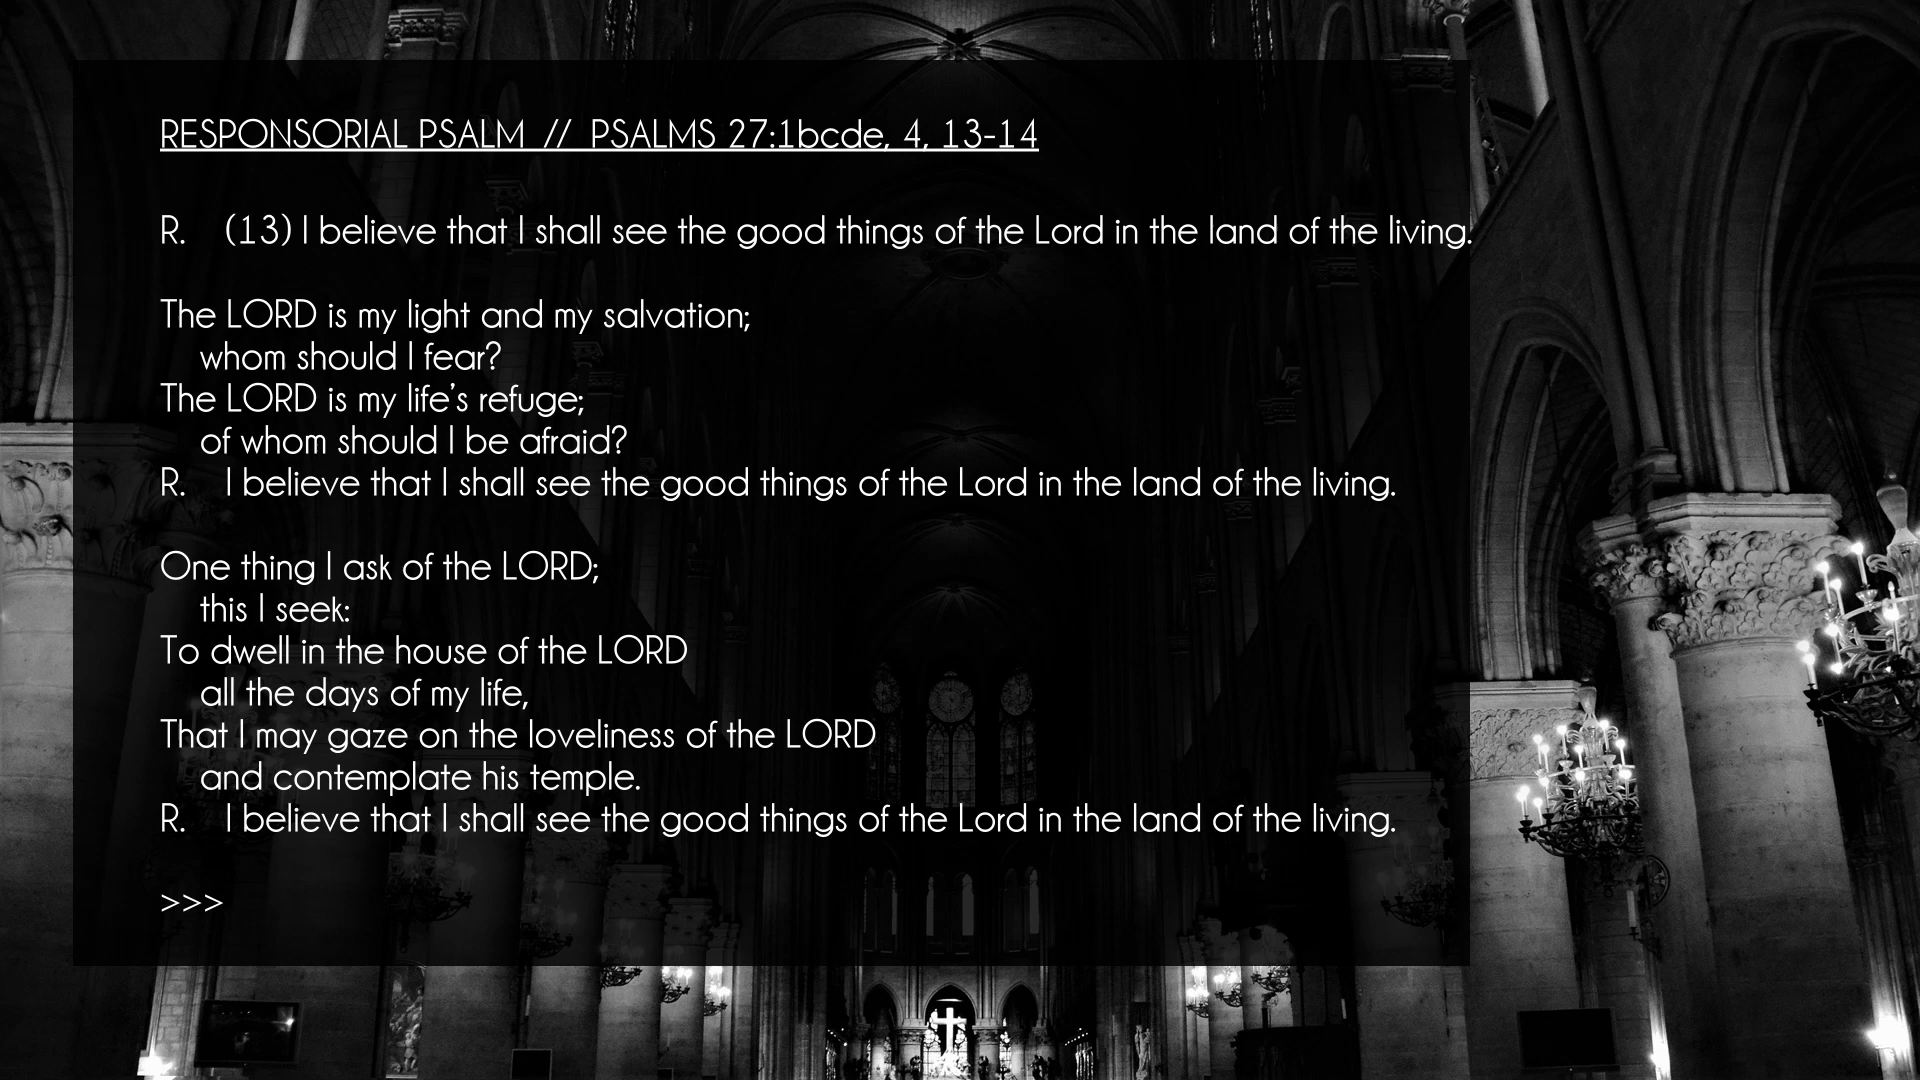 RESPONSORIAL PSALM // PSALMS 27:1bcde, 4, 13-14
R. (13) I believe that I shall see the good things of the Lord in the land of the living.
The LORD is my light and my salvation;
whom should I fear?
The LORD is my life’s refuge;
of whom should I be afraid?
R. I believe that I shall see the good things of the Lord in the land of the living.
One thing I ask of the LORD;
this I seek:
To dwell in the house of the LORD
all the days of my life,
That I may gaze on the loveliness of the LORD
and contemplate his temple.
R. I believe that I shall see the good things of the Lord in the land of the living.
>>>